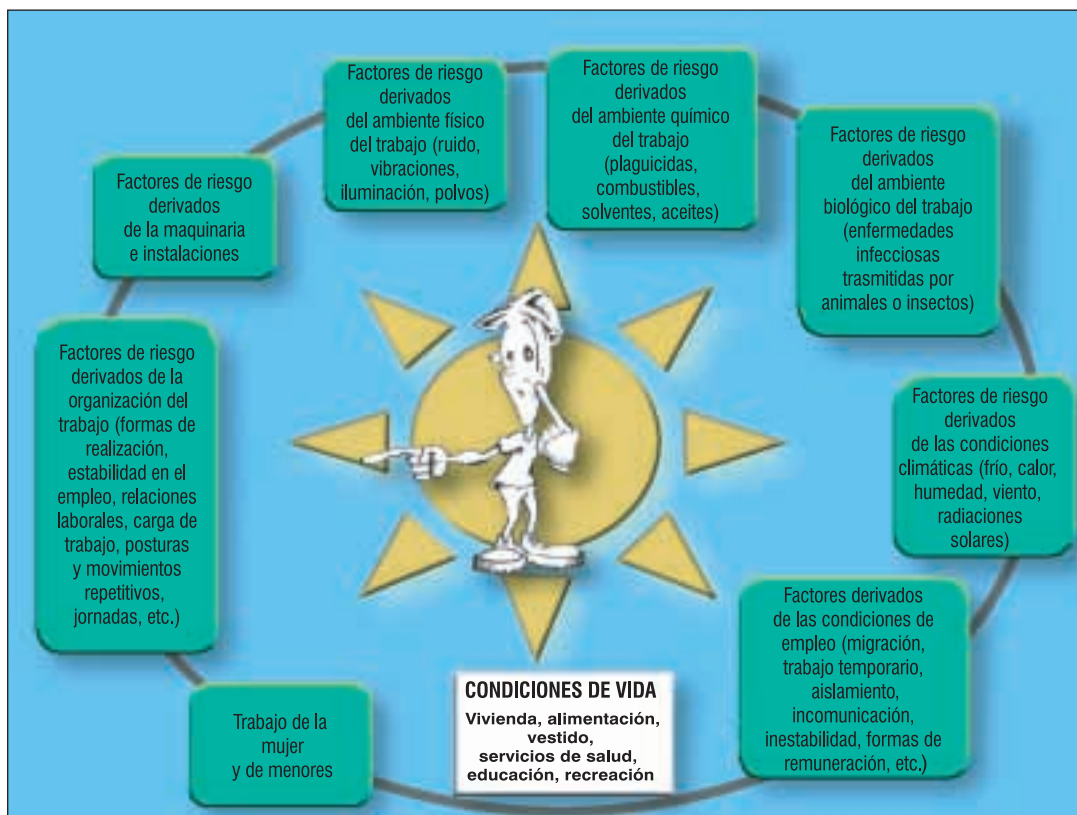 Factores de riesgo
derivados
del ambiente físico
del trabajo (ruido,
vibraciones,
iluminación, polvos)
Factores de riesgo
derivados
del ambiente químico
del trabajo
(plaguicidas,
combustibles,
solventes, aceites)
Factores de riesgo
derivados
del ambiente
biológico del trabajo
(enfermedades
infecciosas
trasmitidas por
animales o insectos)
Factores de riesgo
derivados
de la maquinaria
e instalaciones
Factores de riesgo
derivados de la
organización del
trabajo (formas de
realización,
estabilidad en el
empleo, relaciones
laborales, carga de
trabajo, posturas
y movimientos
repetitivos,
jornadas, etc.)
Factores de riesgo
derivados
de las condiciones
climáticas (frío, calor,
humedad, viento,
radiaciones
solares)
Factores derivados
de las condiciones de
empleo (migración,
trabajo temporario,
aislamiento,
incomunicación,
inestabilidad, formas de
remuneración, etc.)
CONDICIONES DE VIDA
Vivienda, alimentación,
vestido,
servicios de salud,
educación, recreación
Trabajo de la
mujer
y de menores